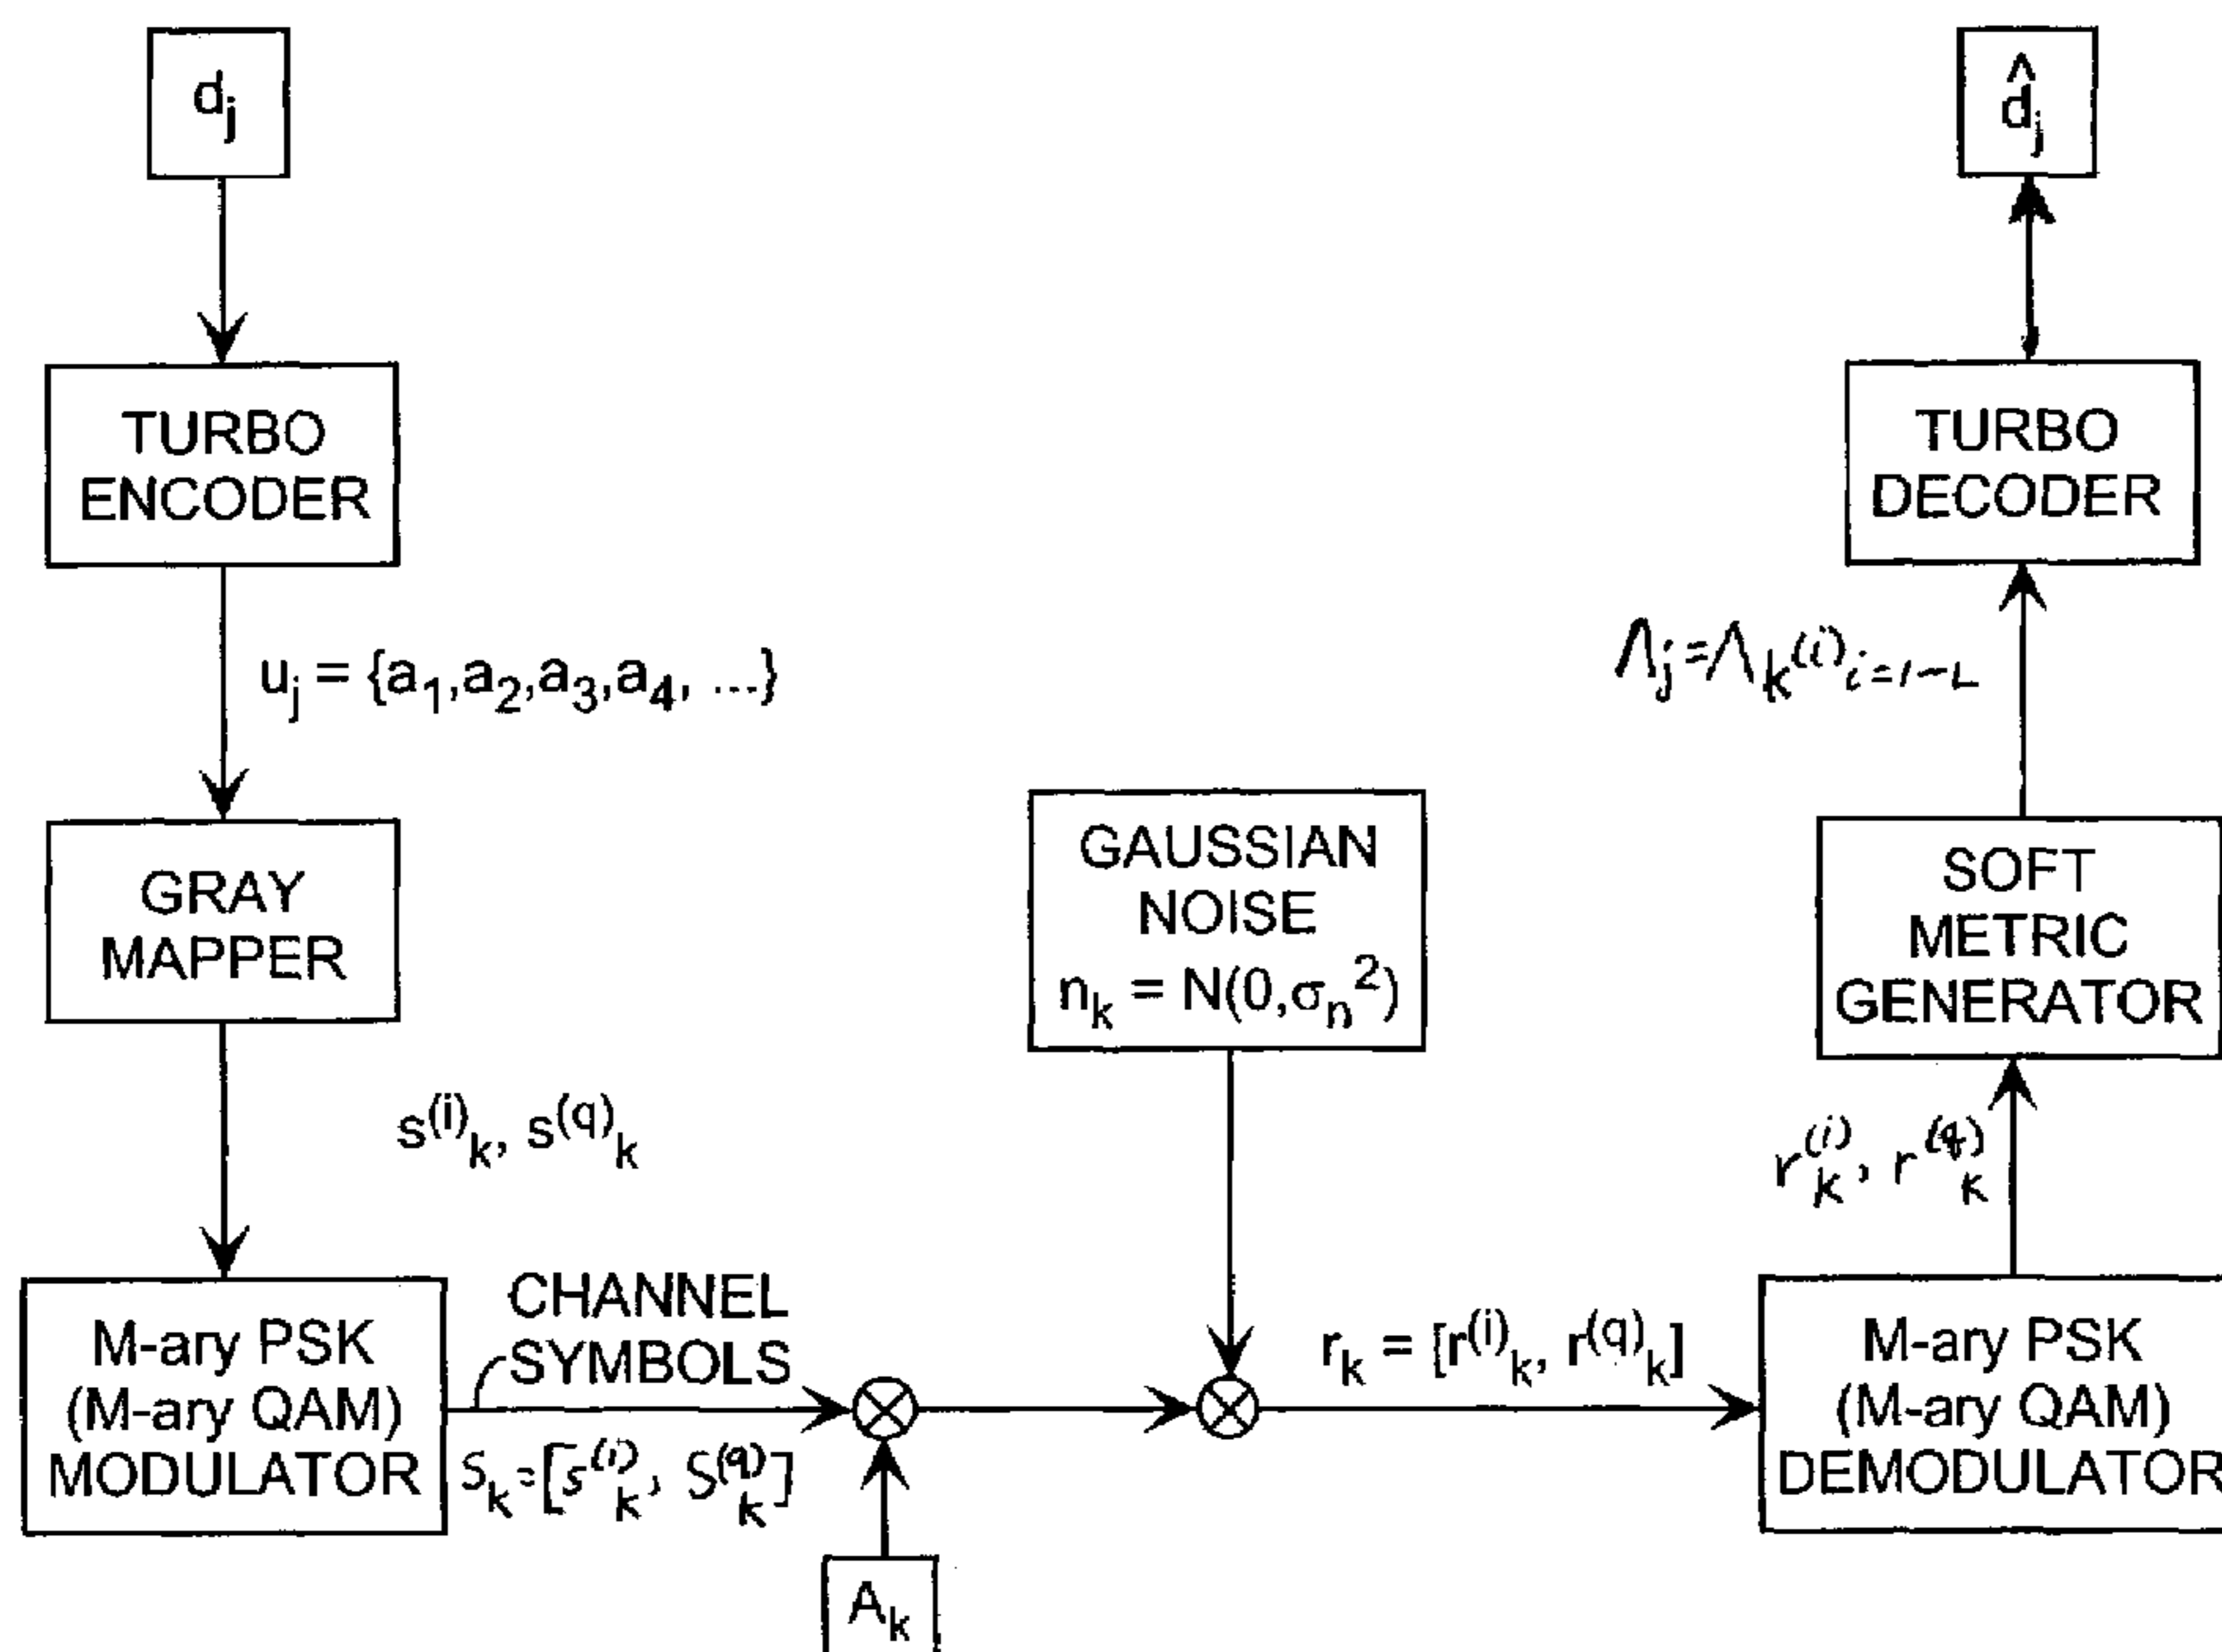 d_j
TURBO
ENCODER
u_j = {a_1,a_2,a_3,a_4, ...}
GRAY
MAPPER
s^(i)_k, s^(q)_k
M-ary PSK
(M-ary QAM)
MODULATOR
CHANNEL
SYMBOLS
S_k=[s^(i)_k, S^(q)_k]
A_k
GAUSSIAN
NOISE
n_k = N(0,σ_n^2)
r_k = [r^(i)_k, r^(q)_k]
M-ary PSK
(M-ary QAM)
DEMODULATOR
r_k^(i), r^(q)_k
SOFT
METRIC
GENERATOR
Λ_j=Λ_k^(i) i=1~L
TURBO
DECODER
d̂_j